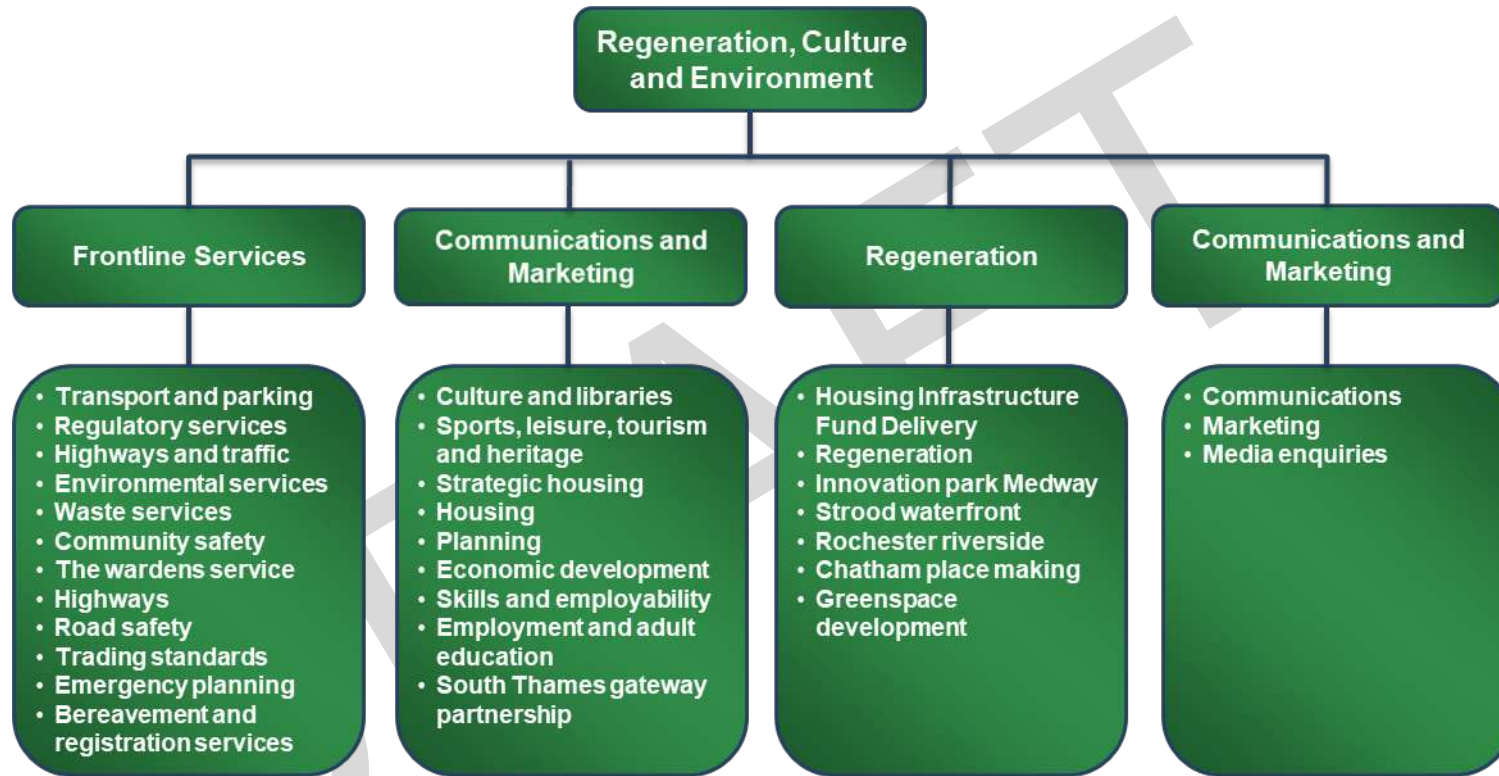 Regeneration, Culture
and Environment
Frontline Services
Communications and
Marketing
Regeneration
Communications and
Marketing
• Transport and parking
• Regulatory services
• Highways and traffic
• Environmental services
• Waste services
• Community safety
• The wardens service
• Highways
• Road safety
• Trading standards
• Emergency planning
• Bereavement and
registration services
• Culture and libraries
• Sports, leisure, tourism
and heritage
• Strategic housing
• Housing
• Planning
• Economic development
• Skills and employability
• Employment and adult
education
• South Thames gateway
partnership
• Housing Infrastructure
Fund Delivery
• Regeneration
• Innovation park Medway
• Strood waterfront
• Rochester riverside
• Chatham place making
• Greenspace
development
• Communications
• Marketing
• Media enquiries